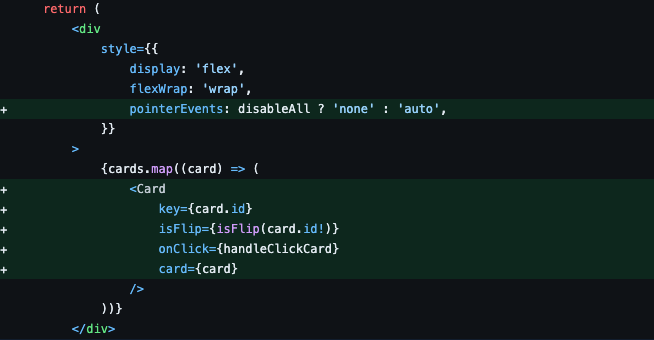 return (
<div
style={{
display: 'flex',
flexWrap: 'wrap',
+ pointerEvents: disableAll ? 'none' : 'auto',
}}
>
{cards.map((card) => (
+ <Card
+ key={card.id}
+ isFlip={isFlip(card.id!)}
+ onClick={handleClickCard}
+ card={card}
/>
))}
</div>